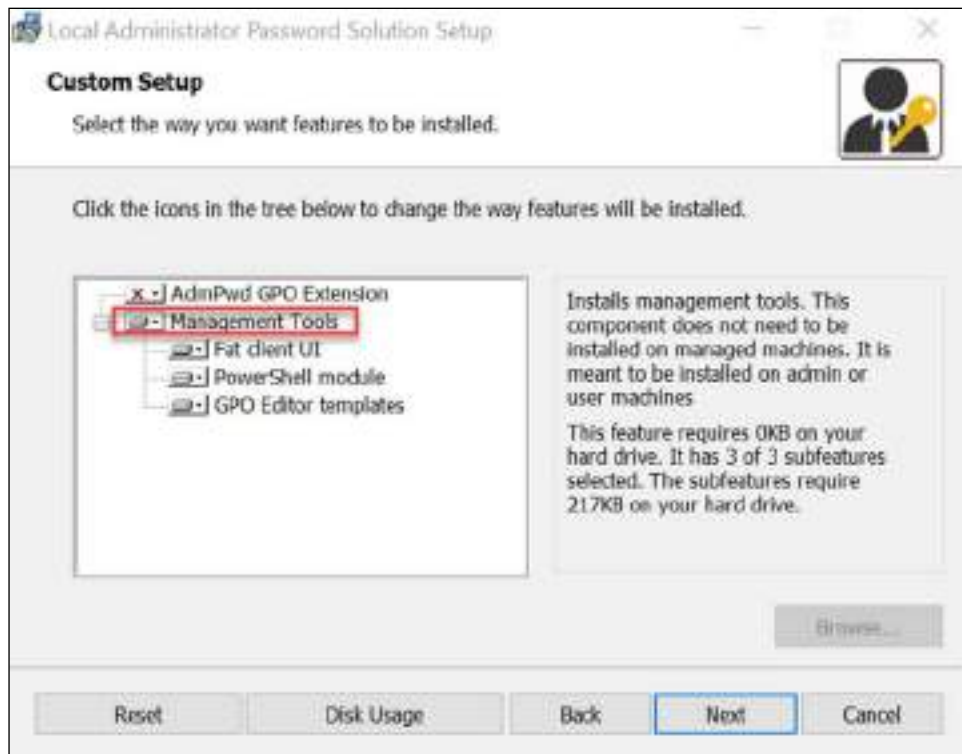 Local Administrator Password Solution Setup
Custom Setup
Select the way you want features to be installed.
Click the icons in the tree below to change the way features will be installed.
AdmPwd GPO Extension
Management Tools
Fat client UI
PowerShell module
GPO Editor templates
Installs management tools. This
component does not need to be
installed on managed machines. It is
meant to be installed on admin or
user machines
This feature requires 0KB on your
hard drive. It has 3 of 3 subfeatures
selected. The subfeatures require
217KB on your hard drive.
Browse...
Reset Disk Usage Back Next Cancel